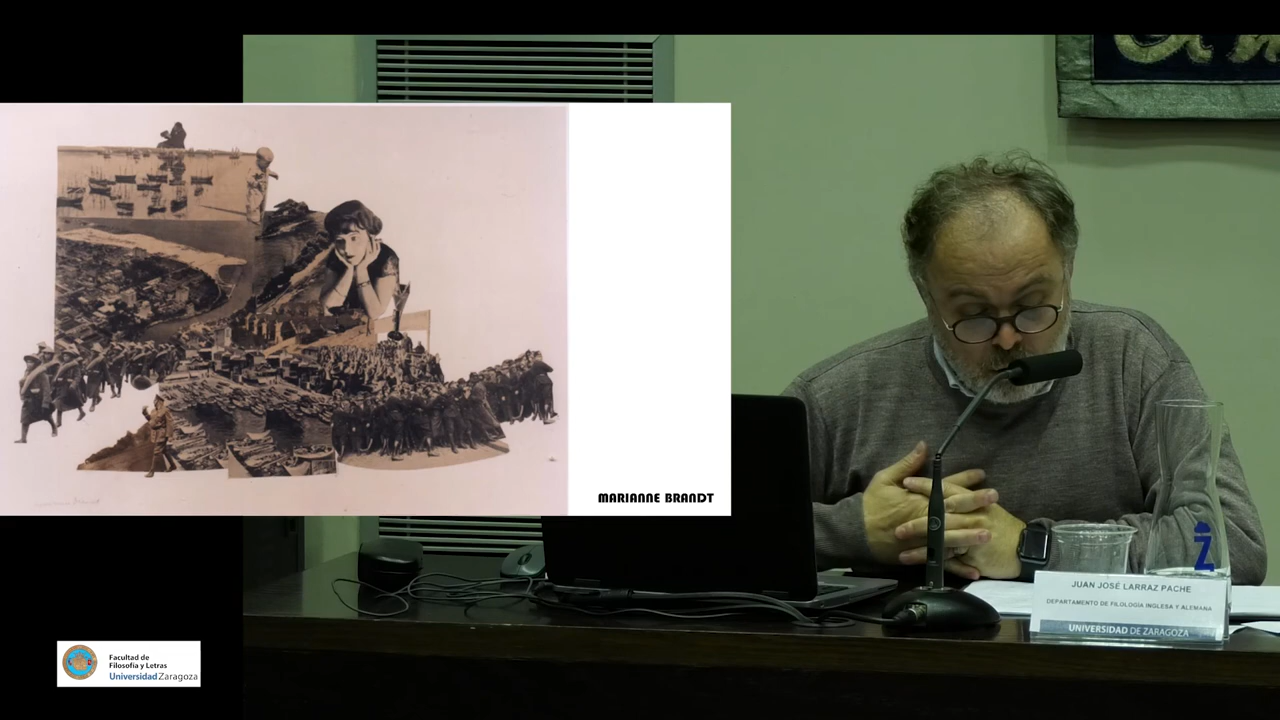 MARIANNE BRANDT
JUAN JOSÉ LARRAZ PACHE
DEPARTAMENTO DE FILOLOGÍA INGLESA Y ALEMANA
UNIVERSIDAD DE ZARAGOZA
Facultad de
Filosofía y Letras
Universidad Zaragoza